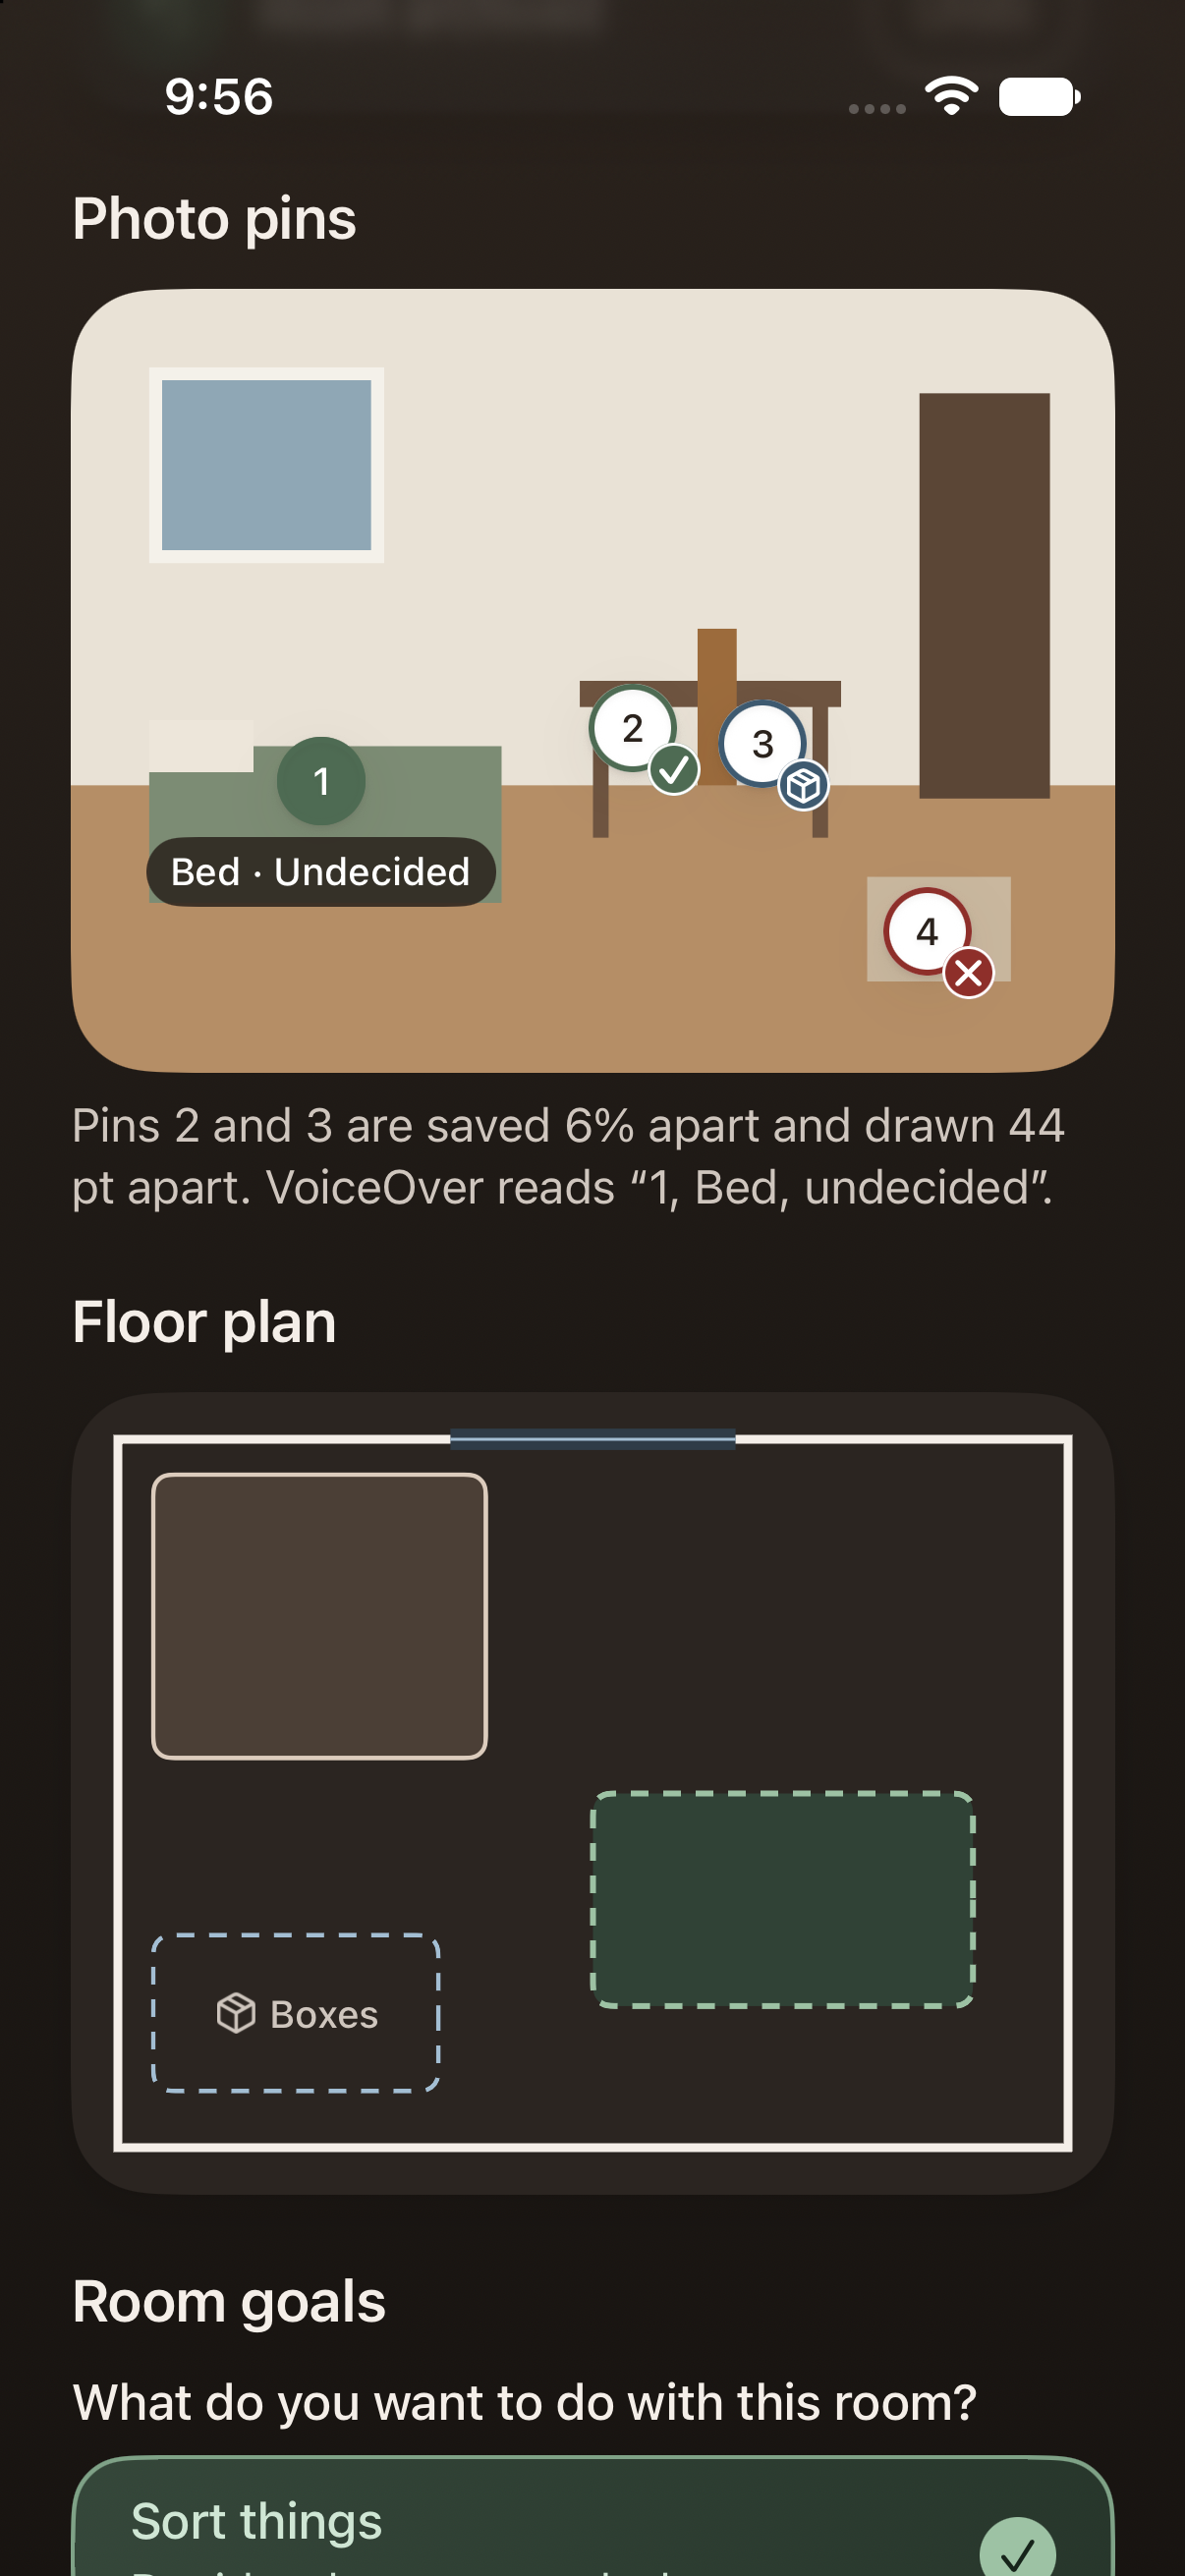 9:56
Photo pins
1
2
3
Bed · Undecided
4
Pins 2 and 3 are saved 6% apart and drawn 44
pt apart. VoiceOver reads “1, Bed, undecided”.
Floor plan
Boxes
Room goals
What do you want to do with this room?
Sort things